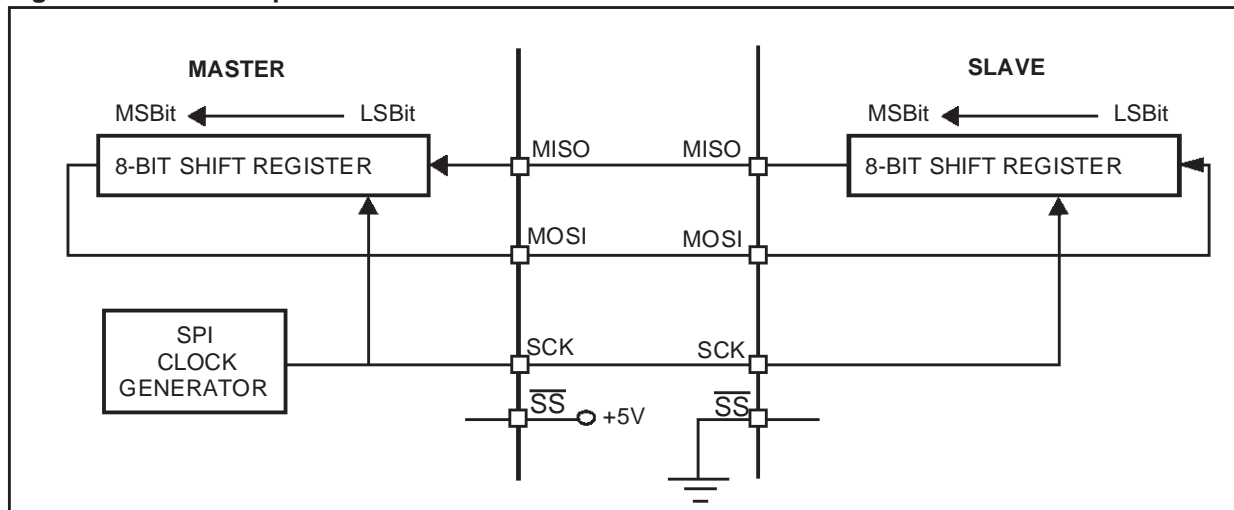 MASTER
SLAVE
MSBit
LSBit
MSBit
LSBit
8-BIT SHIFT REGISTER
MISO
MISO
8-BIT SHIFT REGISTER
MOSI
MOSI
SPI
CLOCK
GENERATOR
SCK
SCK
SS
+5V
SS